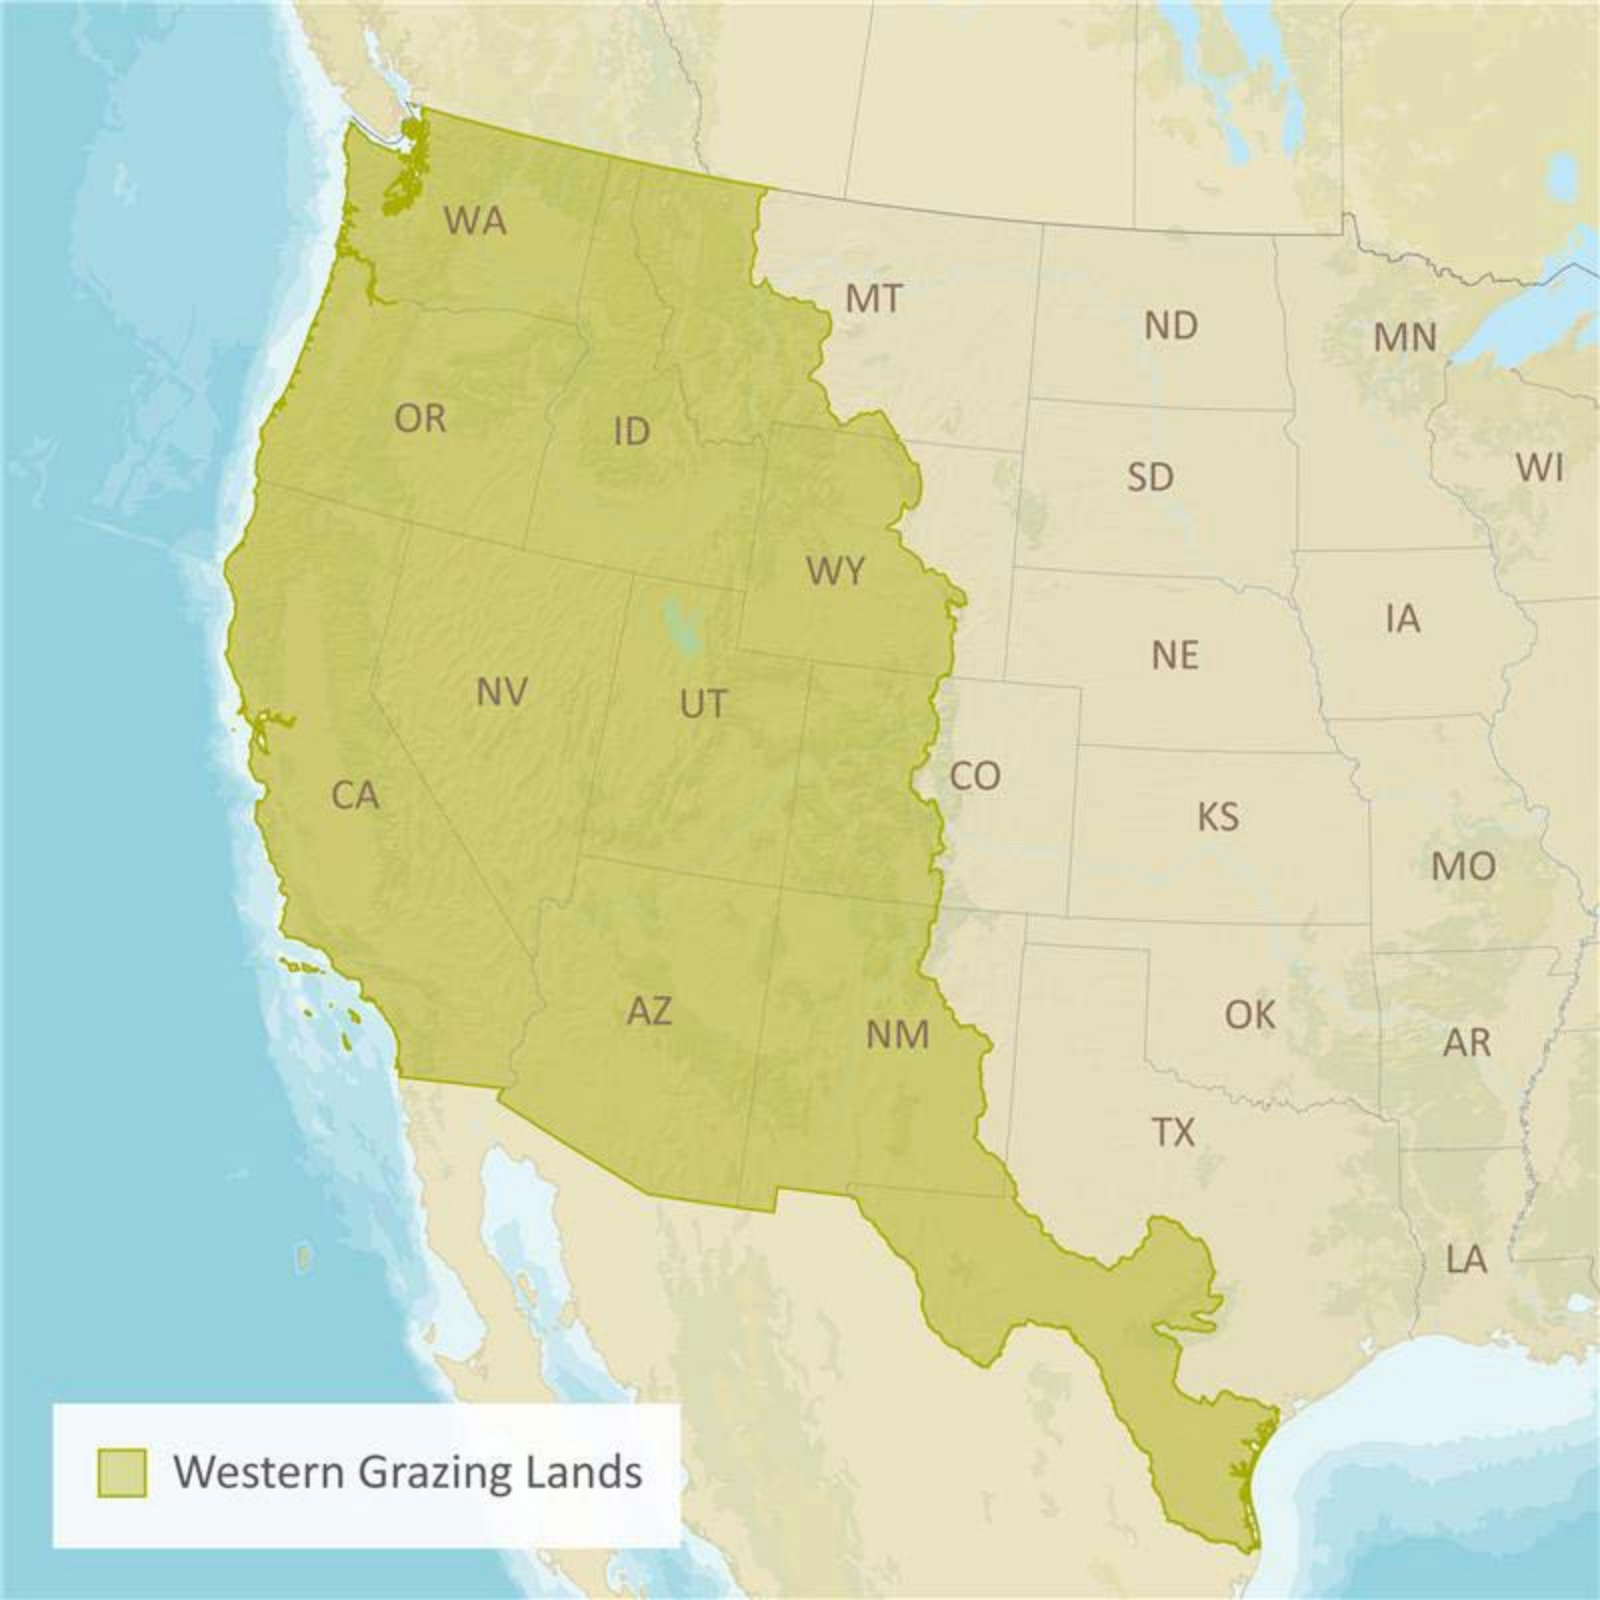 WA
MT
ND
MN
OR
ID
SD
WI
WY
IA
NV
UT
NE
CA
CO
KS
MO
AZ
NM
OK
AR
TX
LA
Western Grazing Lands